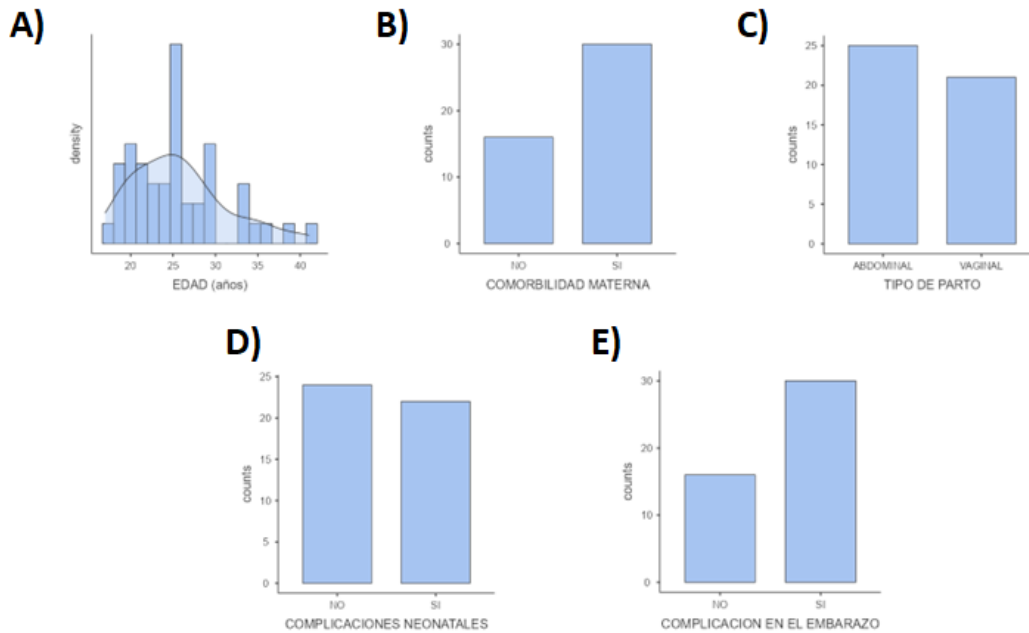 A)
density
20 25 30 35 40
EDAD (años)
B)
counts
30
20
10
0
NO SI
COMORBILIDAD MATERNA
C)
counts
25
20
15
10
5
0
ABDOMINAL VAGINAL
TIPO DE PARTO
D)
counts
25
20
15
10
5
0
NO SI
COMPLICACIONES NEONATALES
E)
counts
30
20
10
0
NO SI
COMPLICACION EN EL EMBARAZO